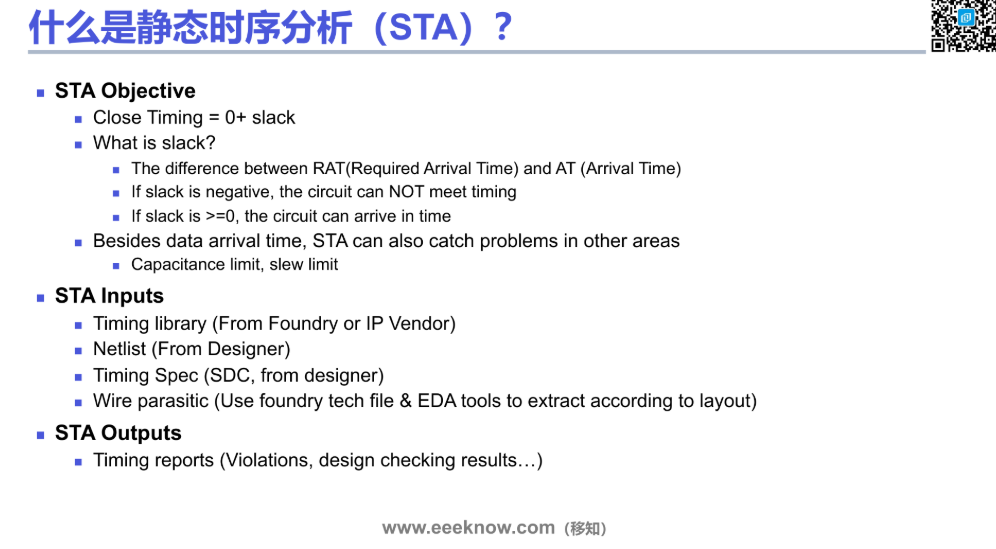 什么是静态时序分析（STA）？
STA Objective
Close Timing = 0+ slack
What is slack?
The difference between RAT(Required Arrival Time) and AT (Arrival Time)
If slack is negative, the circuit can NOT meet timing
If slack is >=0, the circuit can arrive in time
Besides data arrival time, STA can also catch problems in other areas
Capacitance limit, slew limit
STA Inputs
Timing library (From Foundry or IP Vendor)
Netlist (From Designer)
Timing Spec (SDC, from designer)
Wire parasitic (Use foundry tech file & EDA tools to extract according to layout)
STA Outputs
Timing reports (Violations, design checking results…)
www.eeeknow.com（移知）